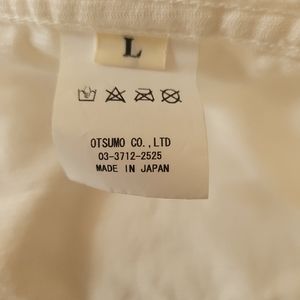 L
OTSUMO CO.,LTD
03-3712-2525
MADE IN JAPAN